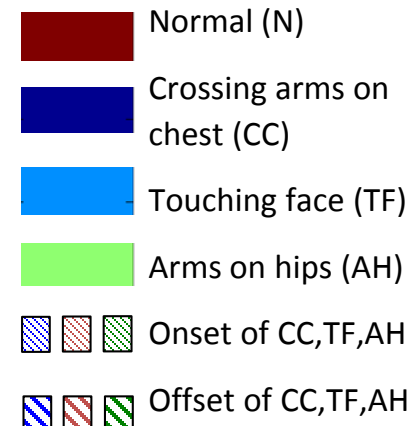 Normal (N)
Crossing arms on
chest (CC)
Touching face (TF)
Arms on hips (AH)
Onset of CC,TF,AH
Offset of CC,TF,AH